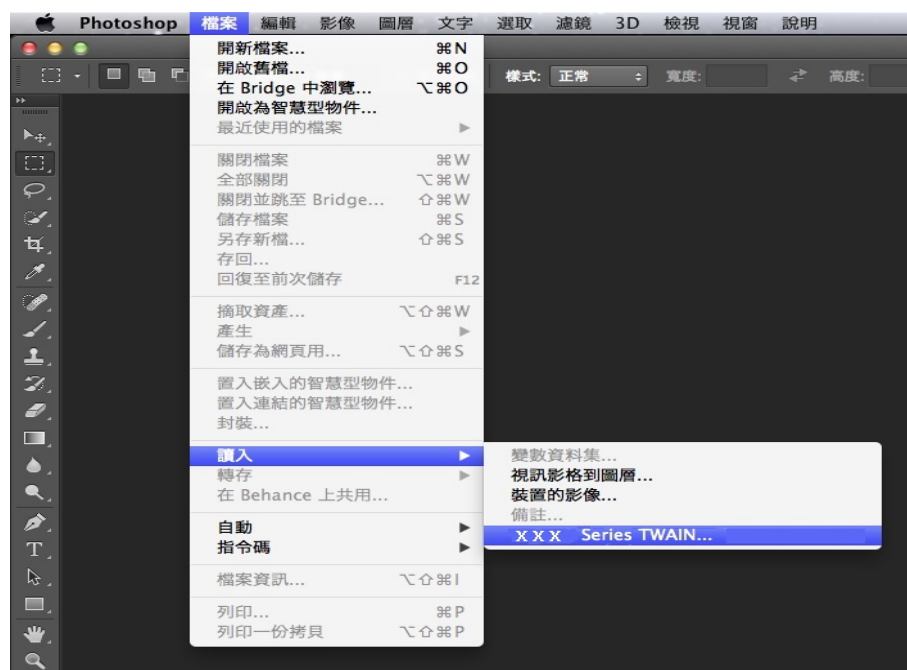 Photoshop 檔案 編輯 影像 圖層 文字 選取 濾鏡 3D 檢視 視窗 說明
樣式: 正常 寬度: 高度:
開新檔案... ⌘N
開啟舊檔... ⌘O
在 Bridge 中瀏覽... ⌥⌘O
開啟為智慧型物件...
最近使用的檔案
關閉檔案 ⌘W
全部關閉 ⌥⌘W
關閉並跳至 Bridge... ⇧⌘W
儲存檔案 ⌘S
另存新檔... ⇧⌘S
存回...
回復至前次儲存 F12
摘取資產... ⌥⇧⌘W
產生
儲存為網頁用... ⌥⇧⌘S
置入嵌入的智慧型物件...
置入連結的智慧型物件...
封裝...
讀入
轉存
在 Behance 上共用...
自動
指令碼
檔案資訊... ⌥⇧⌘I
列印... ⌘P
列印一份拷貝 ⌥⇧⌘P
變數資料集...
視訊影格到圖層...
裝置的影像...
備註...
X X X Series TWAIN...